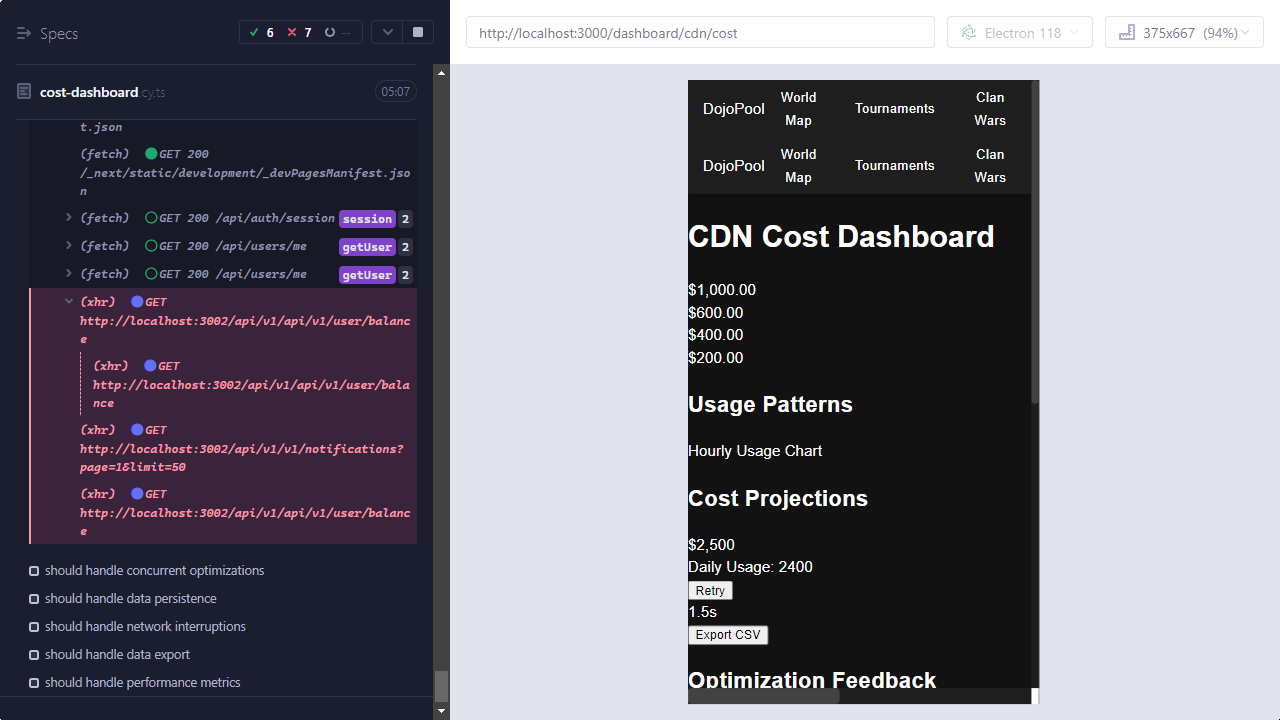 Specs
6 7 --
cost-dashboard.cy.ts 05:07
t.json
(fetch) GET 200
/_next/static/development/_devPagesManifest.jso
n
(fetch) GET 200 /api/auth/session session 2
(fetch) GET 200 /api/users/me getUser 2
(fetch) GET 200 /api/users/me getUser 2
(xhr) GET
http://localhost:3002/api/v1/api/v1/user/balanc
e
(xhr) GET
http://localhost:3002/api/v1/api/v1/user/bala
nce
(xhr) GET
http://localhost:3002/api/v1/v1/notifications?
page=1&limit=50
(xhr) GET
http://localhost:3002/api/v1/api/v1/user/balanc
e
should handle concurrent optimizations
should handle data persistence
should handle network interruptions
should handle data export
should handle performance metrics
http://localhost:3000/dashboard/cdn/cost
Electron 118
375x667 (94%)
DojoPool World Map Tournaments Clan Wars
DojoPool World Map Tournaments Clan Wars
CDN Cost Dashboard
$1,000.00
$600.00
$400.00
$200.00
Usage Patterns
Hourly Usage Chart
Cost Projections
$2,500
Daily Usage: 2400
Retry
1.5s
Export CSV
Optimization Feedback